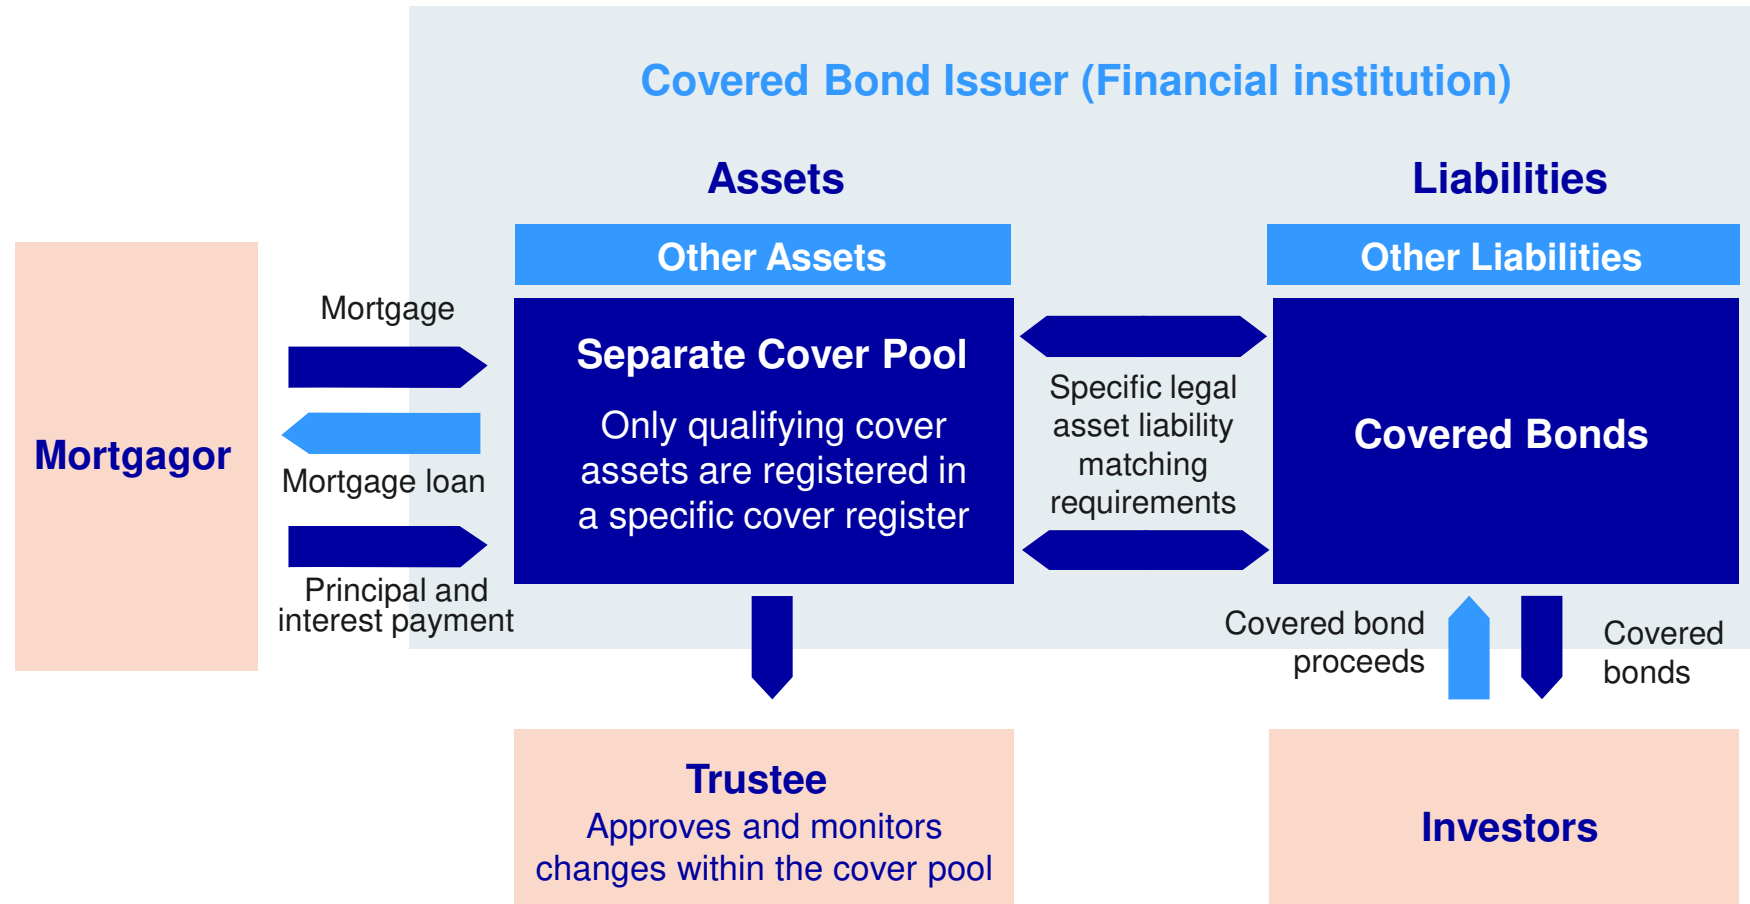 Covered Bond Issuer (Financial institution)
Assets
Liabilities
Other Assets
Other Liabilities
Mortgagor
Mortgage
Mortgage loan
Principal and
interest payment
Separate Cover Pool
Only qualifying cover
assets are registered in
a specific cover register
Specific legal
asset liability
matching
requirements
Covered Bonds
Covered bond
proceeds
Covered
bonds
Trustee
Approves and monitors
changes within the cover pool
Investors